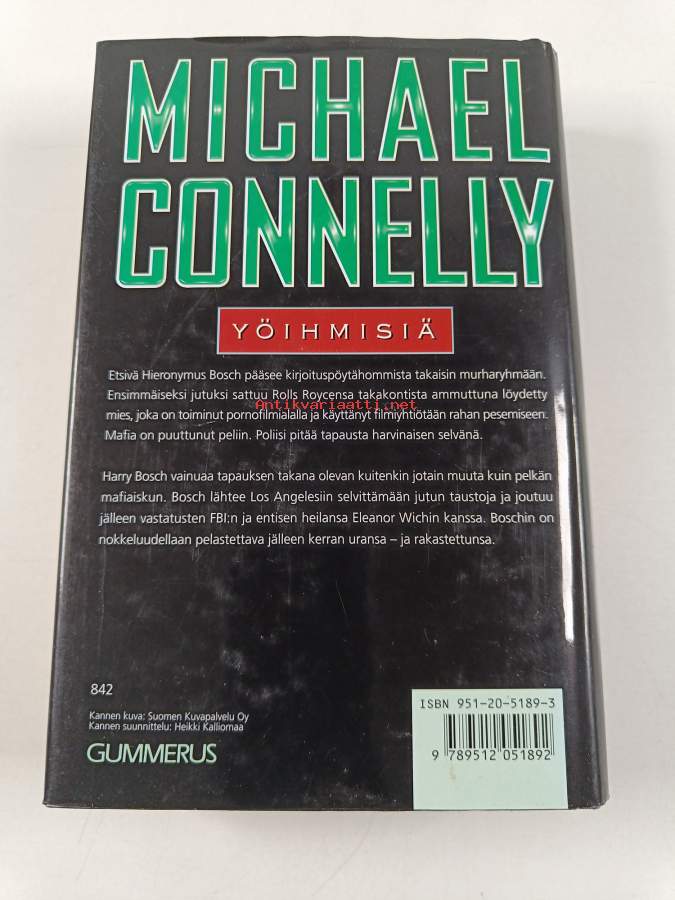 MICHAEL
CONNELLY
YÖIHMISIÄ
Etsivä Hieronymus Bosch pääsee kirjoituspöytähommista takaisin murharyhmään.
Ensimmäiseksi jutuksi sattuu Rolls Roycensa takakontista ammuttuna löydetty
Antikvariaatti.net
mies, joka on toiminut pornofilmialalla ja käyttänyt filmiyhtiötään rahan pesemiseen.
Mafia on puuttunut peliin. Poliisi pitää tapausta harvinaisen selvänä.
Harry Bosch vainuaa tapauksen takana olevan kuitenkin jotain muuta kuin pelkän
mafiaiskun. Bosch lähtee Los Angelesiin selvittämään jutun taustoja ja joutuu
jälleen vastatusten FBI:n ja entisen heilansa Eleanor Wichin kanssa. Boschin on
nokkeluudellaan pelastettava jälleen kerran uransa – ja rakastettunsa.
842
Kannen kuva: Suomen Kuvapalvelu Oy
Kannen suunnittelu: Heikki Kalliomaa
GUMMERUS
ISBN 951-20-5189-3
9 789512 051892